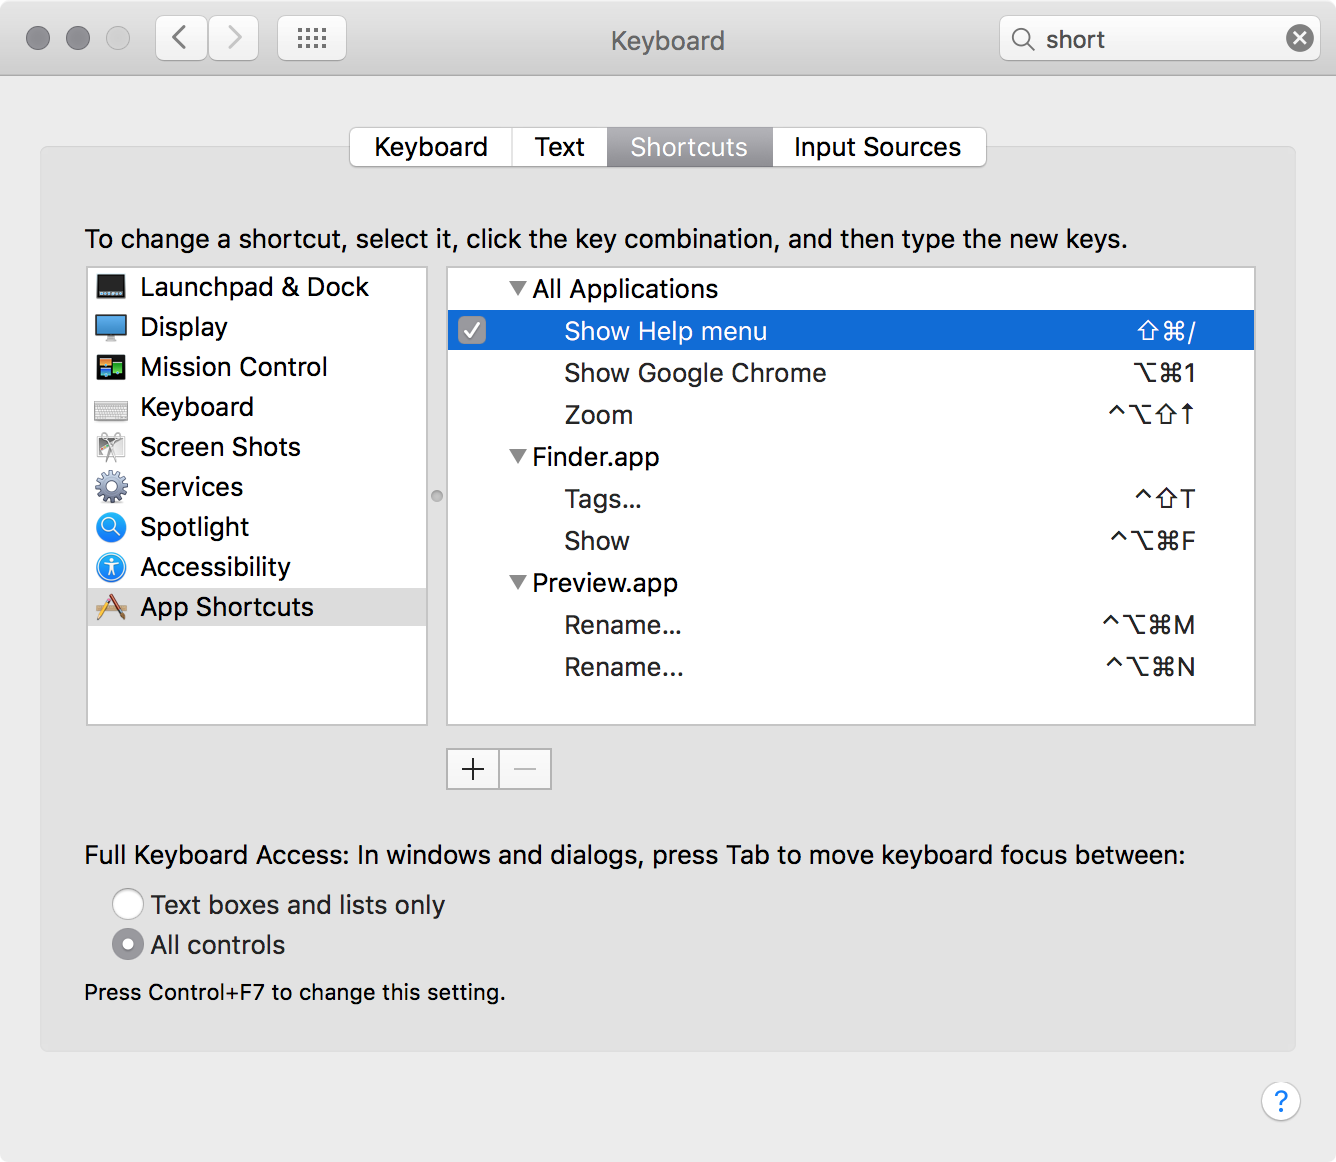 Keyboard
short
Keyboard
Text
Shortcuts
Input Sources
To change a shortcut, select it, click the key combination, and then type the new keys.
Launchpad & Dock
Display
Mission Control
Keyboard
Screen Shots
Services
Spotlight
Accessibility
App Shortcuts
All Applications
Show Help menu ⇧⌘/
Show Google Chrome ⌥⌘1
Zoom ^⌥⇧↑
Finder.app
Tags... ^⇧T
Show ^⌥⌘F
Preview.app
Rename... ^⌥⌘M
Rename… ^⌥⌘N
Full Keyboard Access: In windows and dialogs, press Tab to move keyboard focus between:
Text boxes and lists only
All controls
Press Control+F7 to change this setting.
?